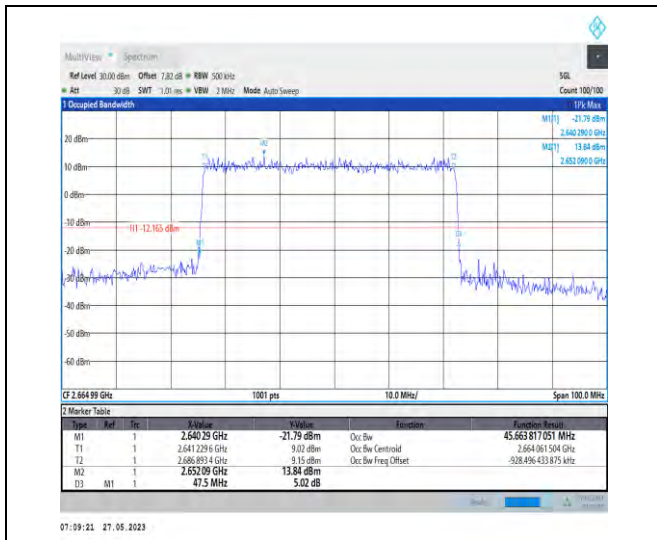 MultiView Spectrum
Ref Level 30.00 dBm Offset 7.82 dB RBW 500 kHz SGL
Att 30 dB SWT 1.01 ms VBW 2 MHz Mode Auto Sweep Count 100/100
1 Occupied Bandwidth 1Pk Max
M1[1] -21.79 dBm
2.640 290 0 GHz
M2[1] 13.84 dBm
2.652 090 0 GHz
20 dBm
M2
T1 T2
10 dBm
0 dBm
-10 dBm
H1 -12.165 dBm
M1 D3
-30 dBm
-40 dBm
-50 dBm
-60 dBm
CF 2.664 99 GHz 1001 pts 10.0 MHz/ Span 100.0 MHz
2 Marker Table
Type Ref Trc X-Value Y-Value Function Function Result
M1 1 2.640 29 GHz -21.79 dBm Occ Bw 45.663 817 051 MHz
T1 1 2.641 229 6 GHz 9.02 dBm Occ Bw Centroid 2.664 061 504 GHz
T2 1 2.686 893 4 GHz 9.15 dBm Occ Bw Freq Offset -928.496 433 875 kHz
M2 1 2.652 09 GHz 13.84 dBm
D3 M1 1 47.5 MHz 5.02 dB
07:09:21 27.05.2023